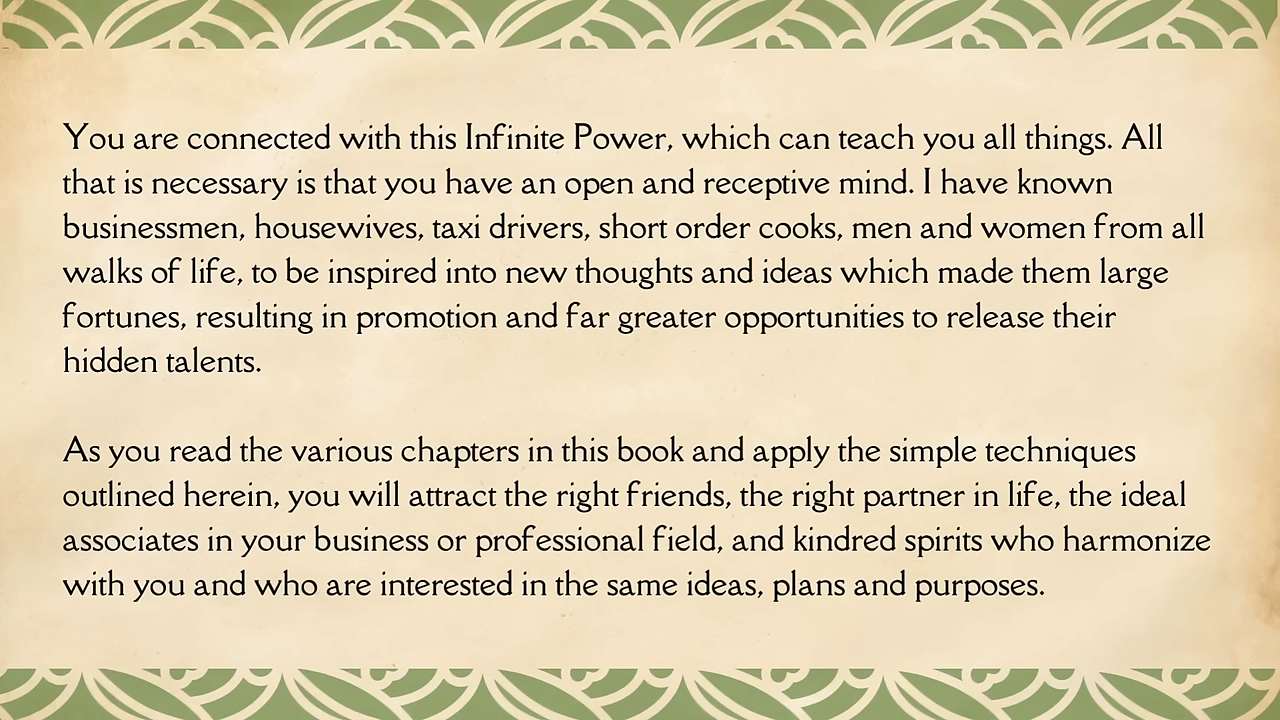 You are connected with this Infinite Power, which can teach you all things. All
that is necessary is that you have an open and receptive mind. I have known
businessmen, housewives, taxi drivers, short order cooks, men and women from all
walks of life, to be inspired into new thoughts and ideas which made them large
fortunes, resulting in promotion and far greater opportunities to release their
hidden talents.
As you read the various chapters in this book and apply the simple techniques
outlined herein, you will attract the right friends, the right partner in life, the ideal
associates in your business or professional field, and kindred spirits who harmonize
with you and who are interested in the same ideas, plans and purposes.